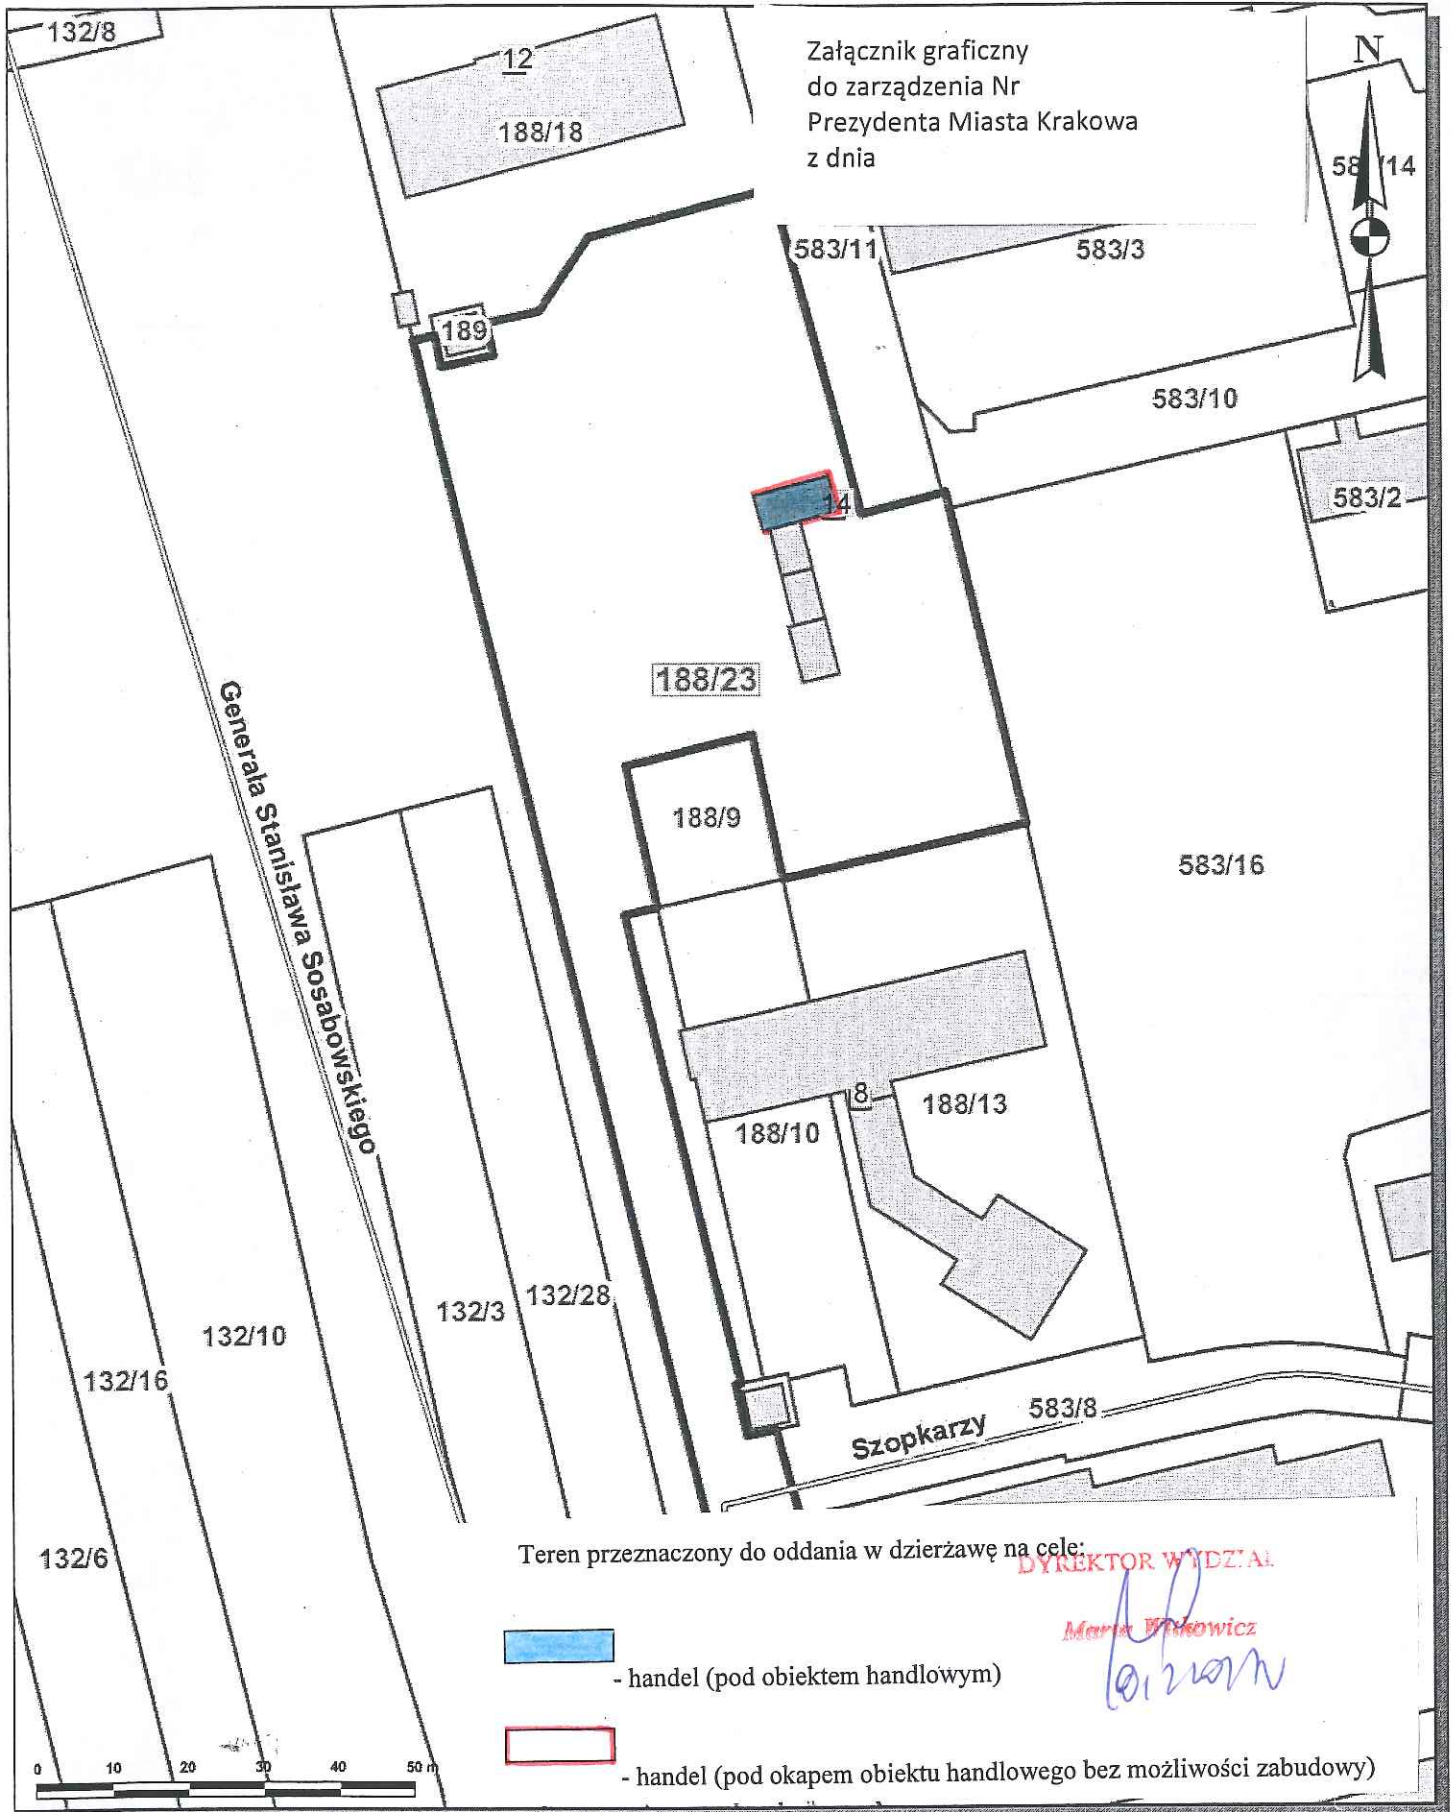 132/8
12
188/18
Załącznik graficzny
do zarządzenia Nr
Prezydenta Miasta Krakowa
z dnia
N
583/11
583/3
189
583/10
14
583/2
188/23
Generała Stanisława Sosabowskiego
188/9
583/16
8
188/13
188/10
132/28
132/3
132/10
132/16
583/8
Szopkarzy
132/6
Teren przeznaczony do oddania w dzierżawę na cele:
DYREKTOR WYDZIAŁ
- handel (pod obiektem handlowym)
- handel (pod okapem obiektu handlowego bez możliwości zabudowy)
0 10 20 30 40 50 m